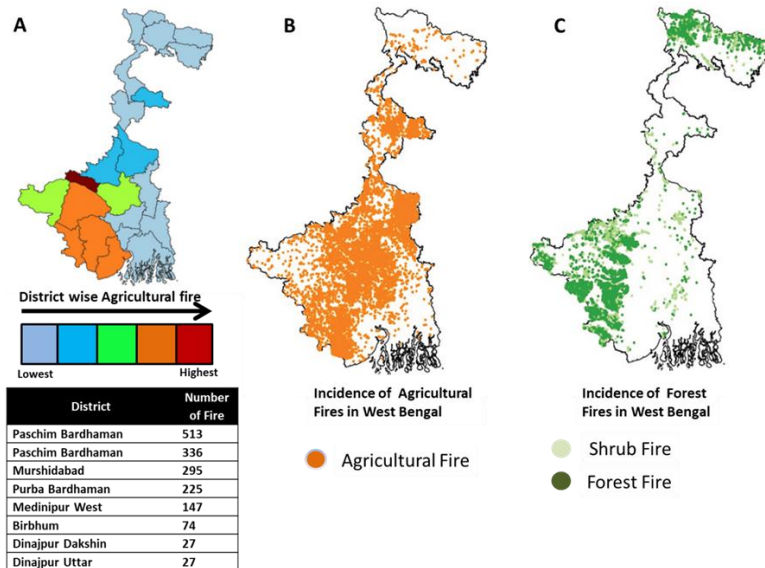 A
B
C
District wise Agricultural fire
Lowest
Highest
District Number of Fire
Paschim Bardhaman 513
Paschim Bardhaman 336
Murshidabad 295
Purba Bardhaman 225
Medinipur West 147
Birbhum 74
Dinajpur Dakshin 27
Dinajpur Uttar 27
Incidence of Agricultural
Fires in West Bengal
Agricultural Fire
Incidence of Forest
Fires in West Bengal
Shrub Fire
Forest Fire